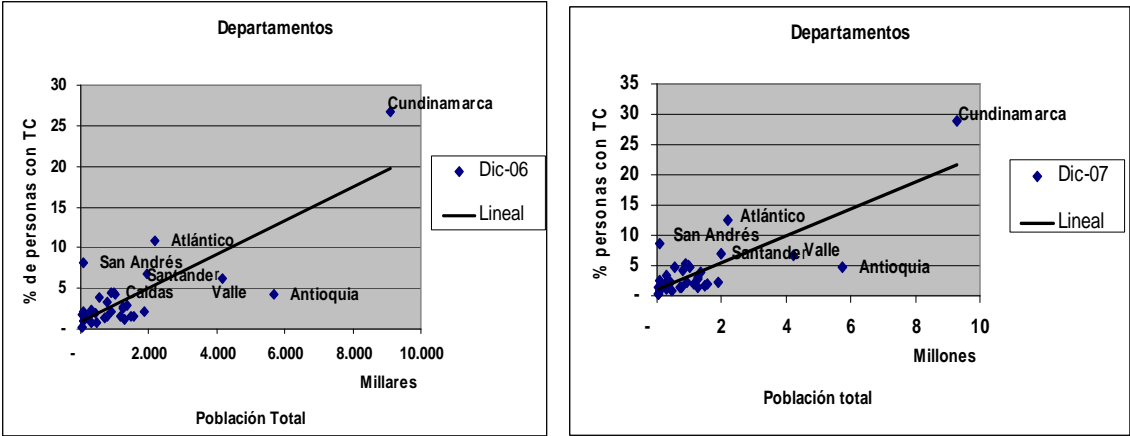 Departamentos
% de personas con TC
30
25
20
15
10
5
-
Cundinamarca
Atlántico
San Andrés
Santander
Caldas
Valle
Antioquia
Dic-06
Lineal
-
2.000
4.000
6.000
8.000
10.000
Millares
Población Total
Departamentos
% personas con TC
35
30
25
20
15
10
5
-
Cundinamarca
Atlántico
San Andrés
Santander
Valle
Antioquia
Dic-07
Lineal
-
2
4
6
8
10
Millones
Población total